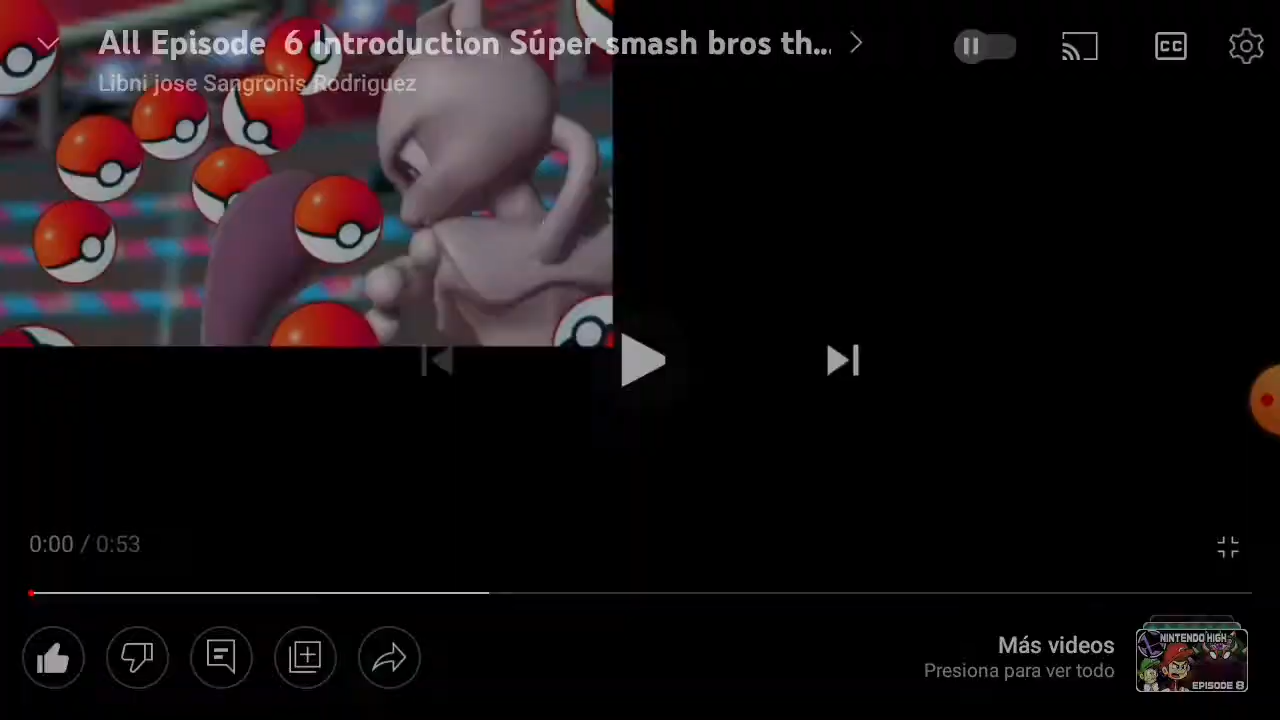 All Episode 6 Introduction Súper smash bros th...
Libni jose Sangronis Rodriguez
CC
0:00 / 0:53
Más videos
Presiona para ver todo
NINTENDO HIGH
EPISODE 8